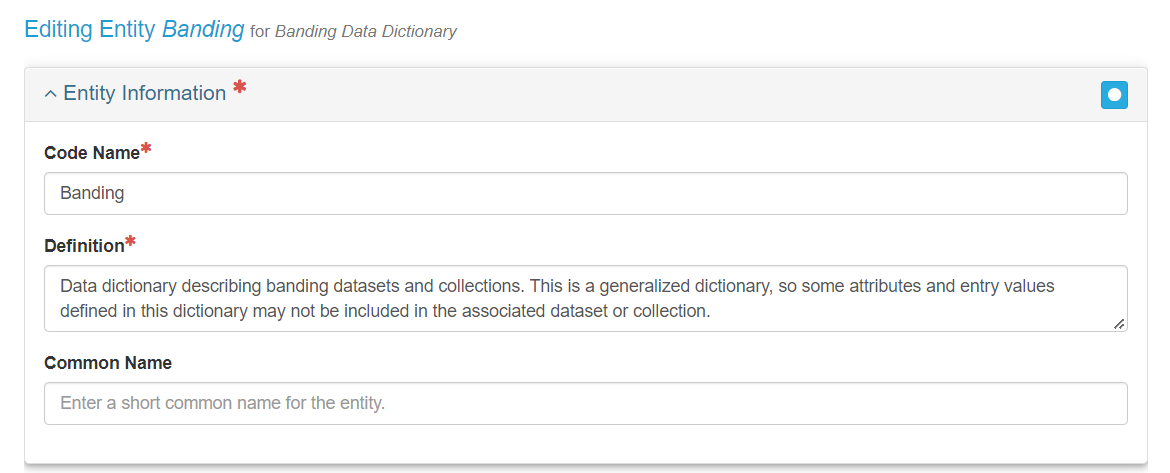 Editing Entity Banding for Banding Data Dictionary
Entity Information *
Code Name*
Banding
Definition*
Data dictionary describing banding datasets and collections. This is a generalized dictionary, so some attributes and entry values
defined in this dictionary may not be included in the associated dataset or collection.
Common Name
Enter a short common name for the entity.